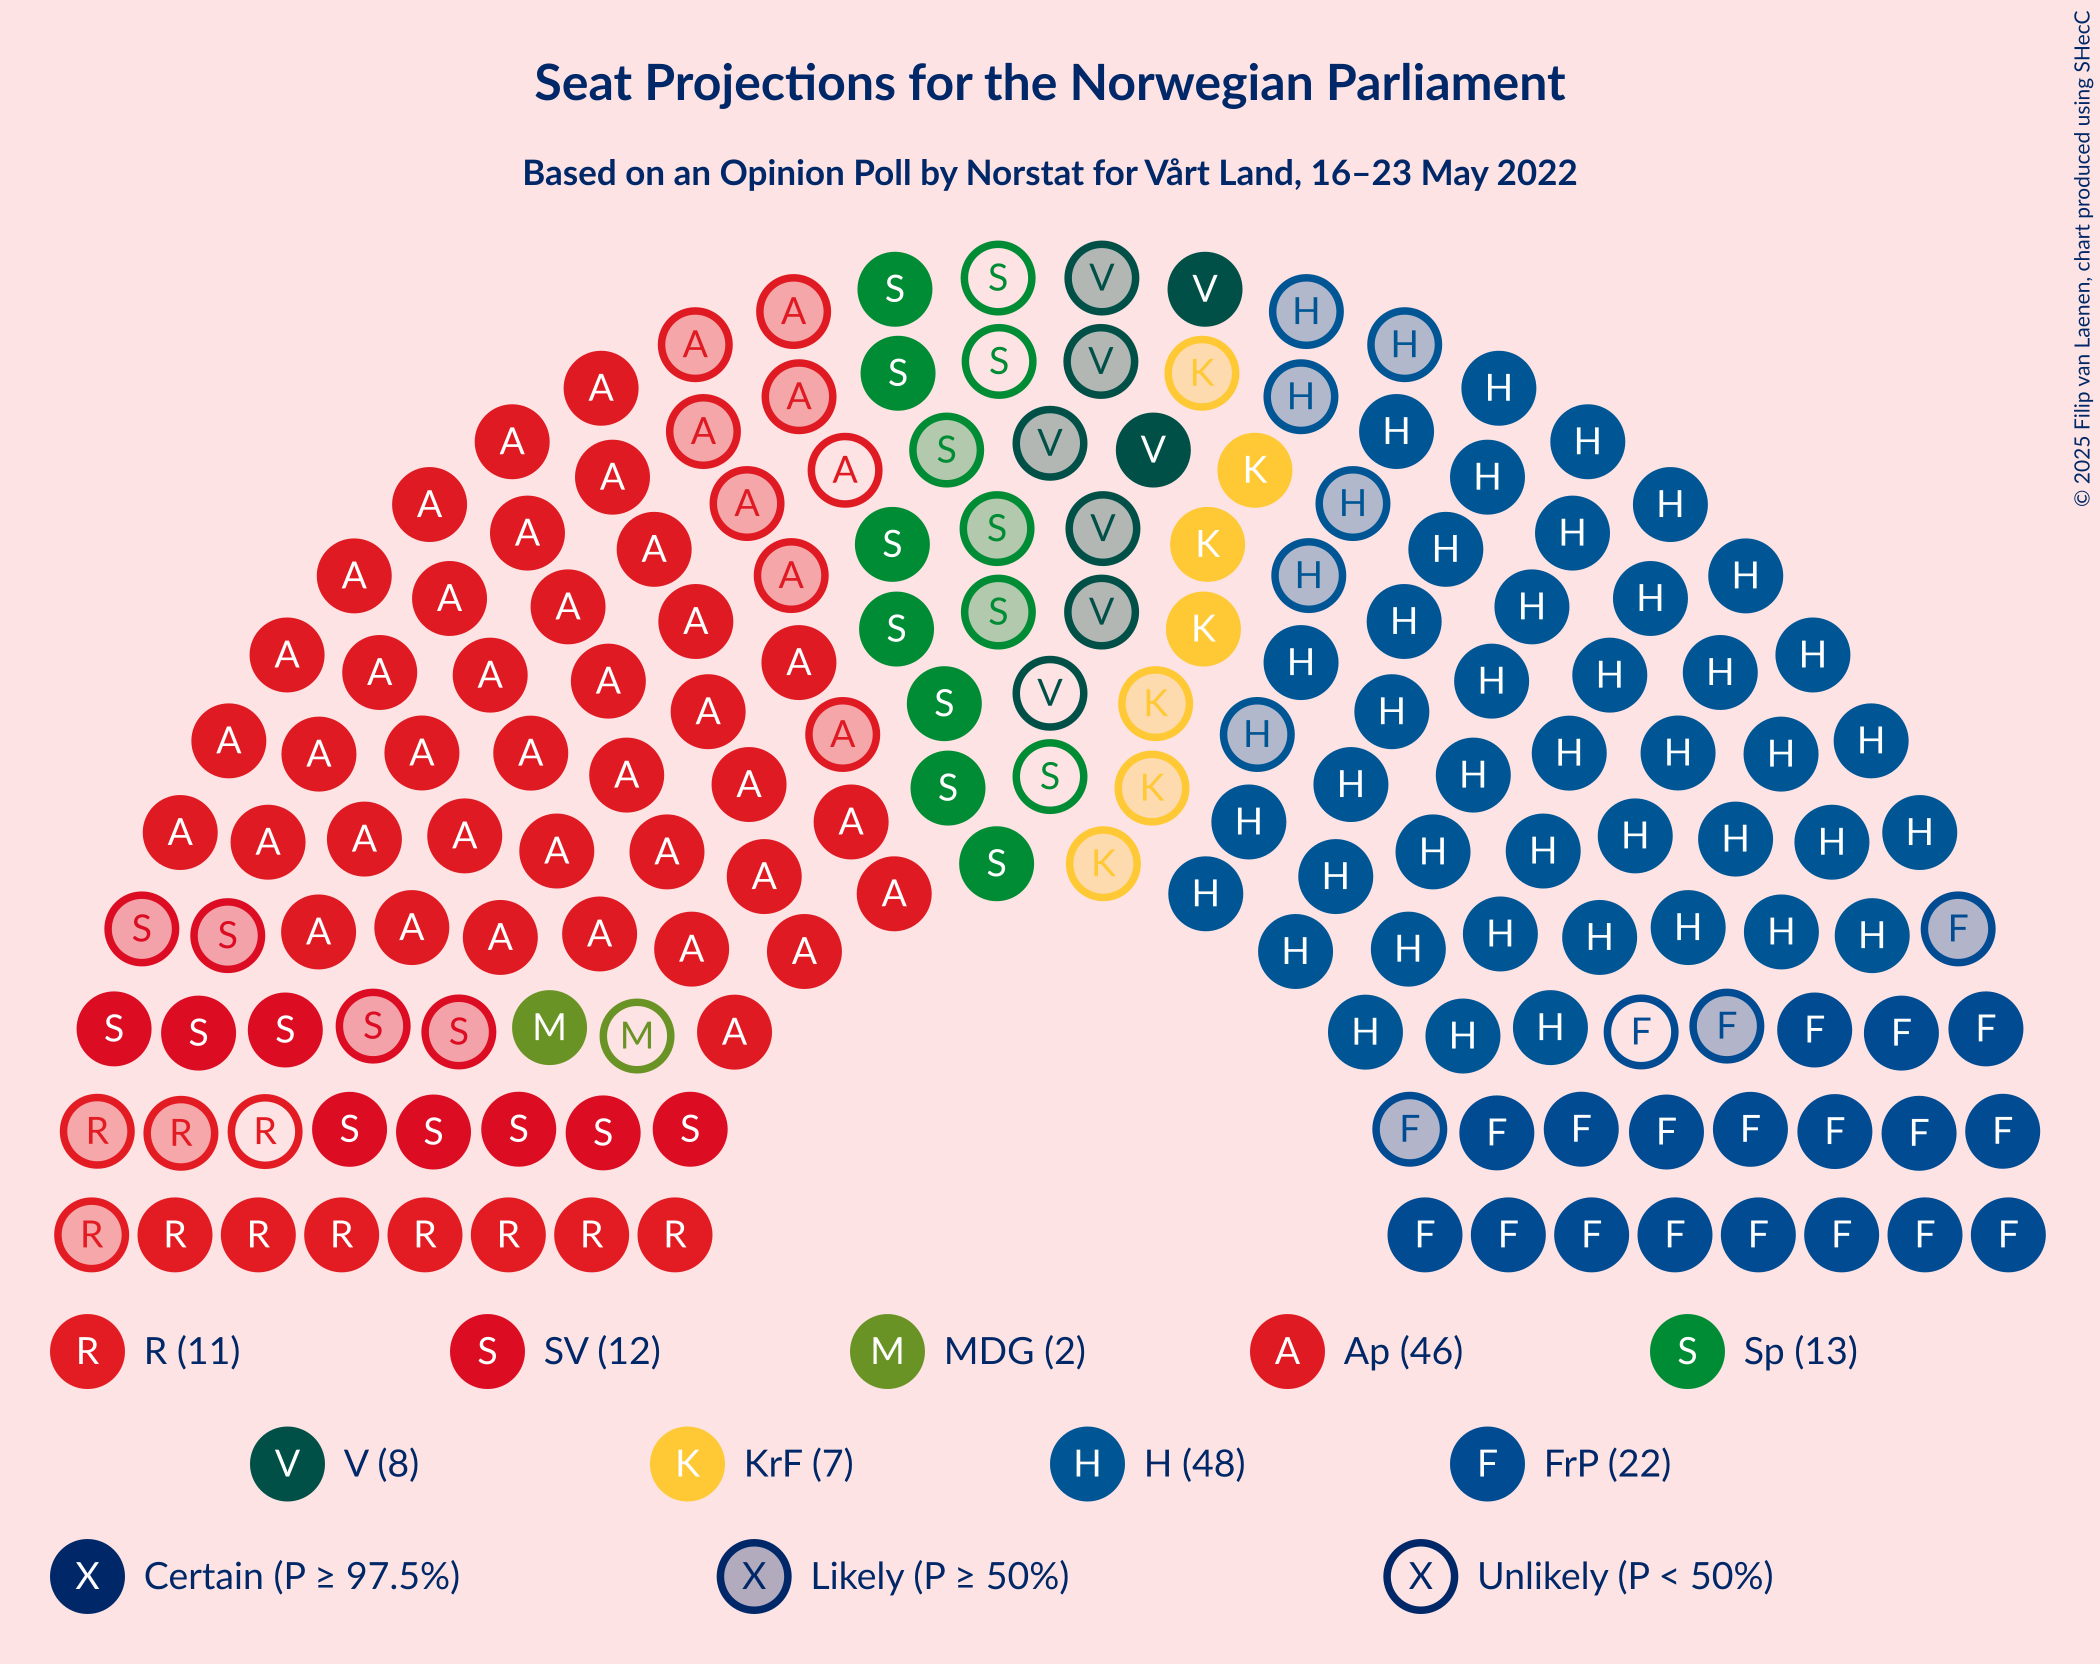 Seat Projections for the Norwegian Parliament
Based on an Opinion Poll by Norstat for Vårt Land, 16–23 May 2022
© 2025 Filip van Laenen, chart produced using SHecC
S S V V
A A H H
S S V K
A A H H
A A S V V K H H
A A A S S V K H H H
A A A A S S V K H H H H
A A A A A S V K H H H H H
A A A A A A A S S K H H H H H H H
A A A A A A A A S K H H H H H H H H
S S A A A A A A H H H H H H H F
S S S S S M M A H H H F F F F F
R R R S S S S S F F F F F F F F
R R R R R R R R F F F F F F F F
R R (11) S SV (12) M MDG (2) A Ap (46) S Sp (13)
V V (8) K KrF (7) H H (48) F FrP (22)
X Certain (P ≥ 97.5%) X Likely (P ≥ 50%) X Unlikely (P < 50%)